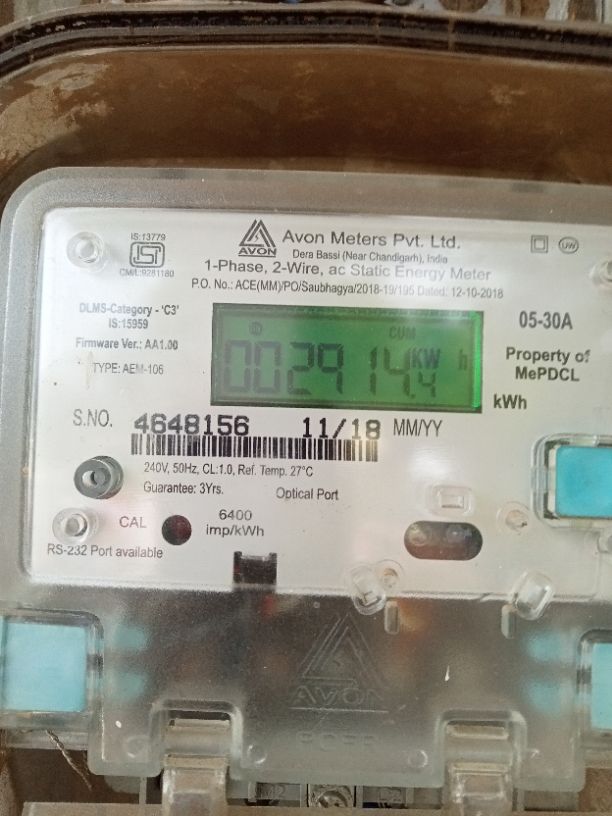 IS:13779
CM/L:9281180
AVON
Avon Meters Pvt. Ltd.
Dera Bassi (Near Chandigarh), India
1-Phase, 2-Wire, ac Static Energy Meter
P.O. No.: ACE(MM)/PO/Saubhagya/2018-19/195 Dated: 12-10-2018
UW
DLMS-Category - 'C3'
IS:15959
Firmware Ver.: AA1.00
TYPE: AEM-106
CUM
002914.4 KW h
05-30A
Property of
MePDCL
kWh
S.NO. 4648156 11/18 MM/YY
240V, 50Hz, CL:1.0, Ref. Temp. 27°C
Guarantee: 3Yrs.
Optical Port
CAL
6400
imp/kWh
RS-232 Port available
AVON